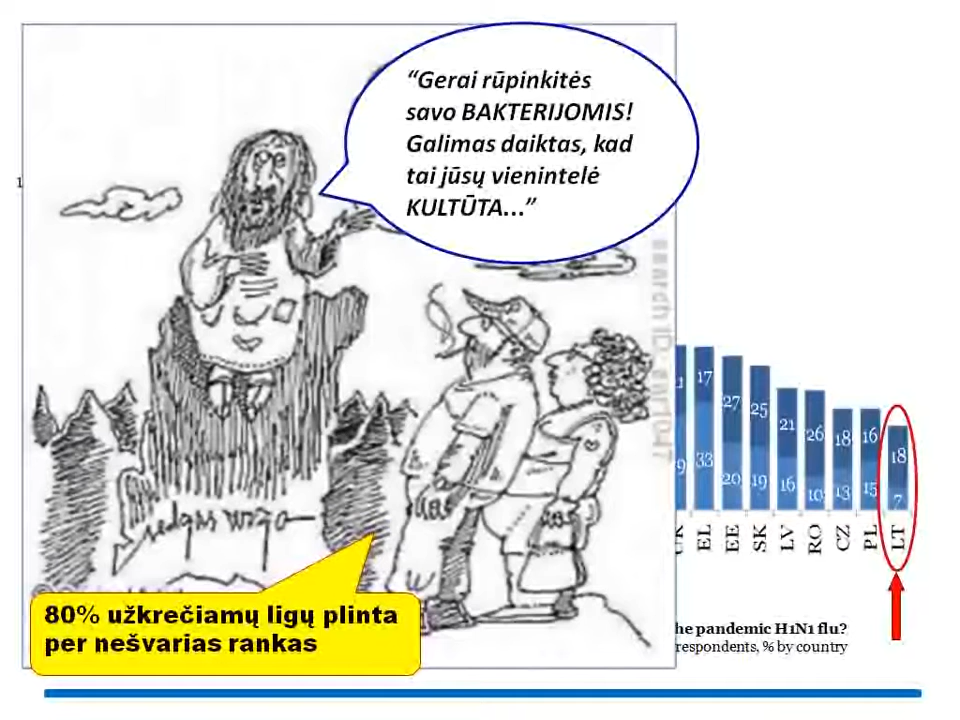 “Gerai rūpinkitės
savo BAKTERIJOMIS!
Galimas daiktas, kad
tai jūsų vienintelė
KULTŪTA...”
1
17
27
25
21
26
18
16
18
33
20
19
16
10
13
15
7
EL
EE
SK
LV
RO
CZ
PL
LT
80% užkrečiamų ligų plinta
per nešvarias rankas
he pandemic H1N1 flu?
respondents, % by country